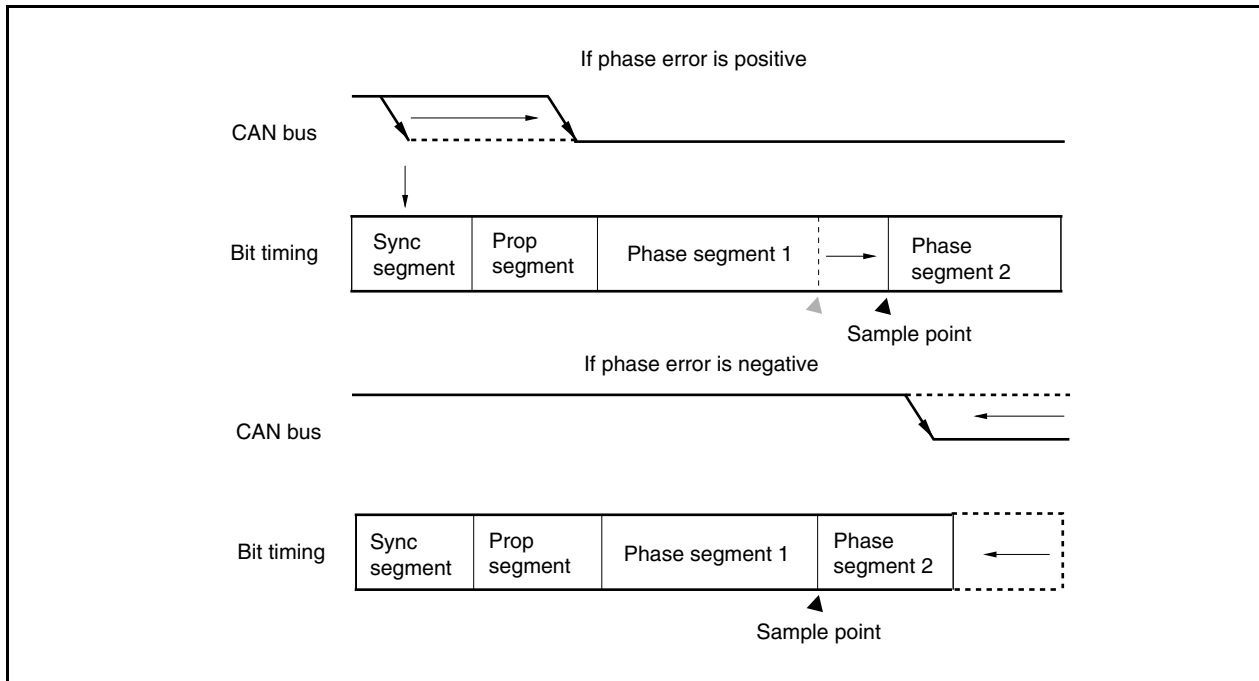 If phase error is positive
CAN bus
Bit timing
Sync
segment
Prop
segment
Phase segment 1
Phase
segment 2
Sample point
If phase error is negative
CAN bus
Bit timing
Sync
segment
Prop
segment
Phase segment 1
Phase
segment 2
Sample point